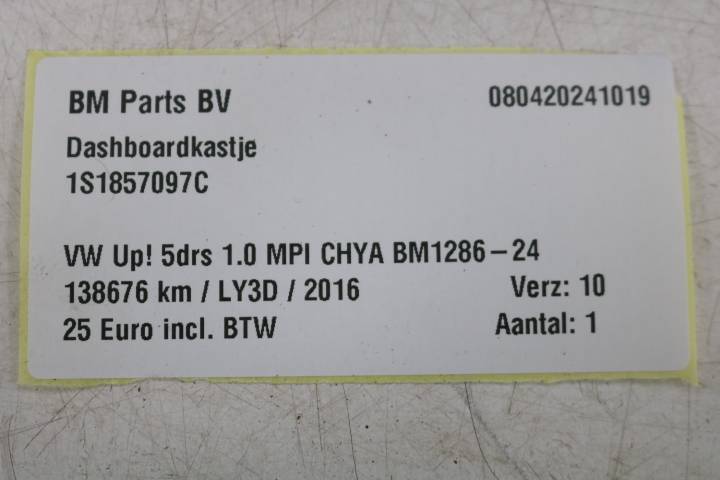 BM Parts BV 080420241019
Dashboardkastje
1S1857097C
VW Up! 5drs 1.0 MPI CHYA BM1286-24
138676 km / LY3D / 2016 Verz: 10
25 Euro incl. BTW Aantal: 1